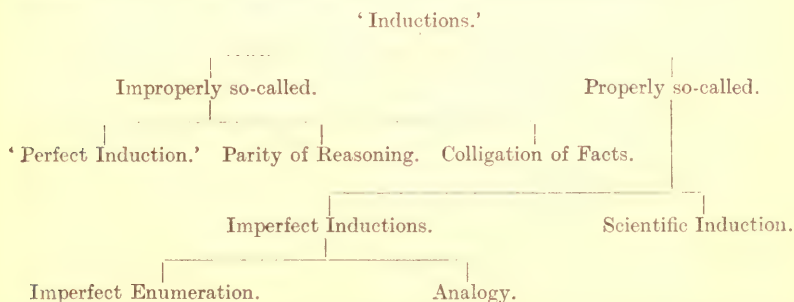 ‘Inductions.’
Improperly so-called. Properly so-called.
‘Perfect Induction.’ Parity of Reasoning. Colligation of Facts.
Imperfect Inductions. Scientific Induction.
Imperfect Enumeration. Analogy.